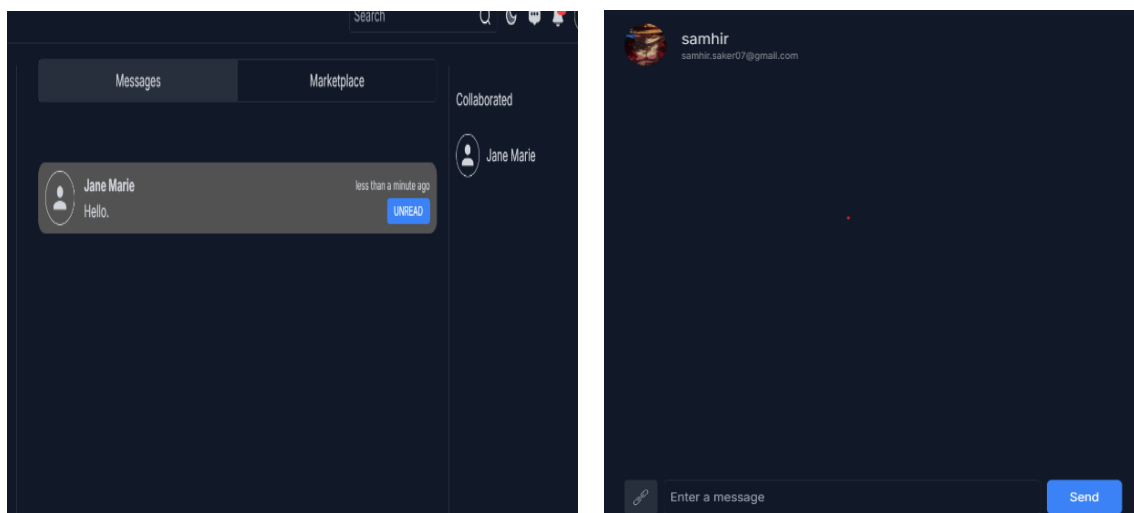 Search
Messages
Marketplace
Collaborated
Jane Marie
Jane Marie
less than a minute ago
Hello.
UNREAD
samhir
samhir.saker07@gmail.com
Enter a message
Send